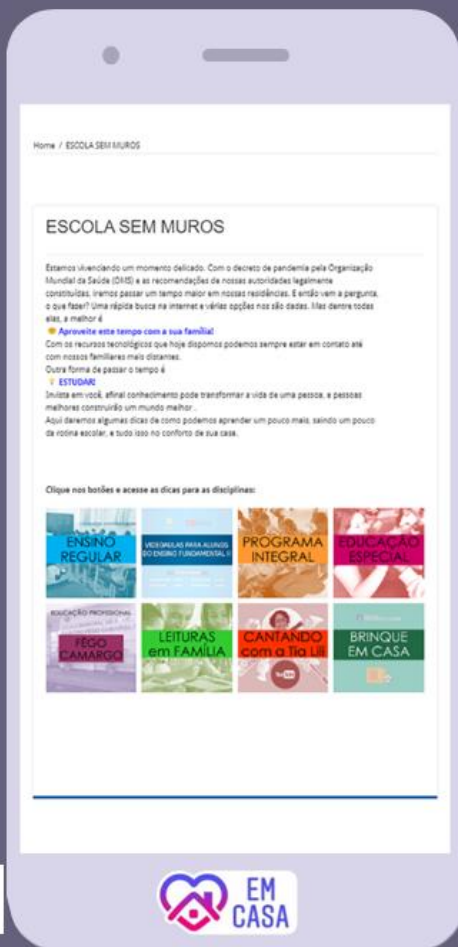 Home / ESCOLA SEM MUROS
ESCOLA SEM MUROS
Estamos vivenciando um momento delicado. Com o decreto de pandemia pela Organização
Mundial da Saúde (OMS) e as recomendações de nossas autoridades legalmente
constituídas, iremos passar um tempo maior em nossas residências. E então vem a pergunta,
o que fazer? Uma rápida busca na internet e várias opções nos são dadas. Mas dentre todas
elas, a melhor é
Aproveite este tempo com a sua família!
Com os recursos tecnológicos que hoje dispomos podemos sempre estar em contato até
com nossos familiares mais distantes.
Outra forma de passar o tempo é
ESTUDAR!
Invista em você, afinal conhecimento pode transformar a vida de uma pessoa, e pessoas
melhores construirão um mundo melhor .
Aqui daremos algumas dicas de como podemos aprender um pouco mais, saindo um pouco
da rotina escolar, e tudo isso no conforto de sua casa.
Clique nos botões e acesse as dicas para as disciplinas:
ENSINO
REGULAR
VIDEOAULAS PARA ALUNOS
DO ENSINO FUNDAMENTAL II
PROGRAMA
INTEGRAL
EDUCAÇÃO
ESPECIAL
EDUCAÇÃO PROFISSIONAL
FÊGO
CAMARGO
LEITURAS
em FAMÍLIA
CANTANDO
com a Tia Lili
BRINQUE
EM CASA
EM
CASA